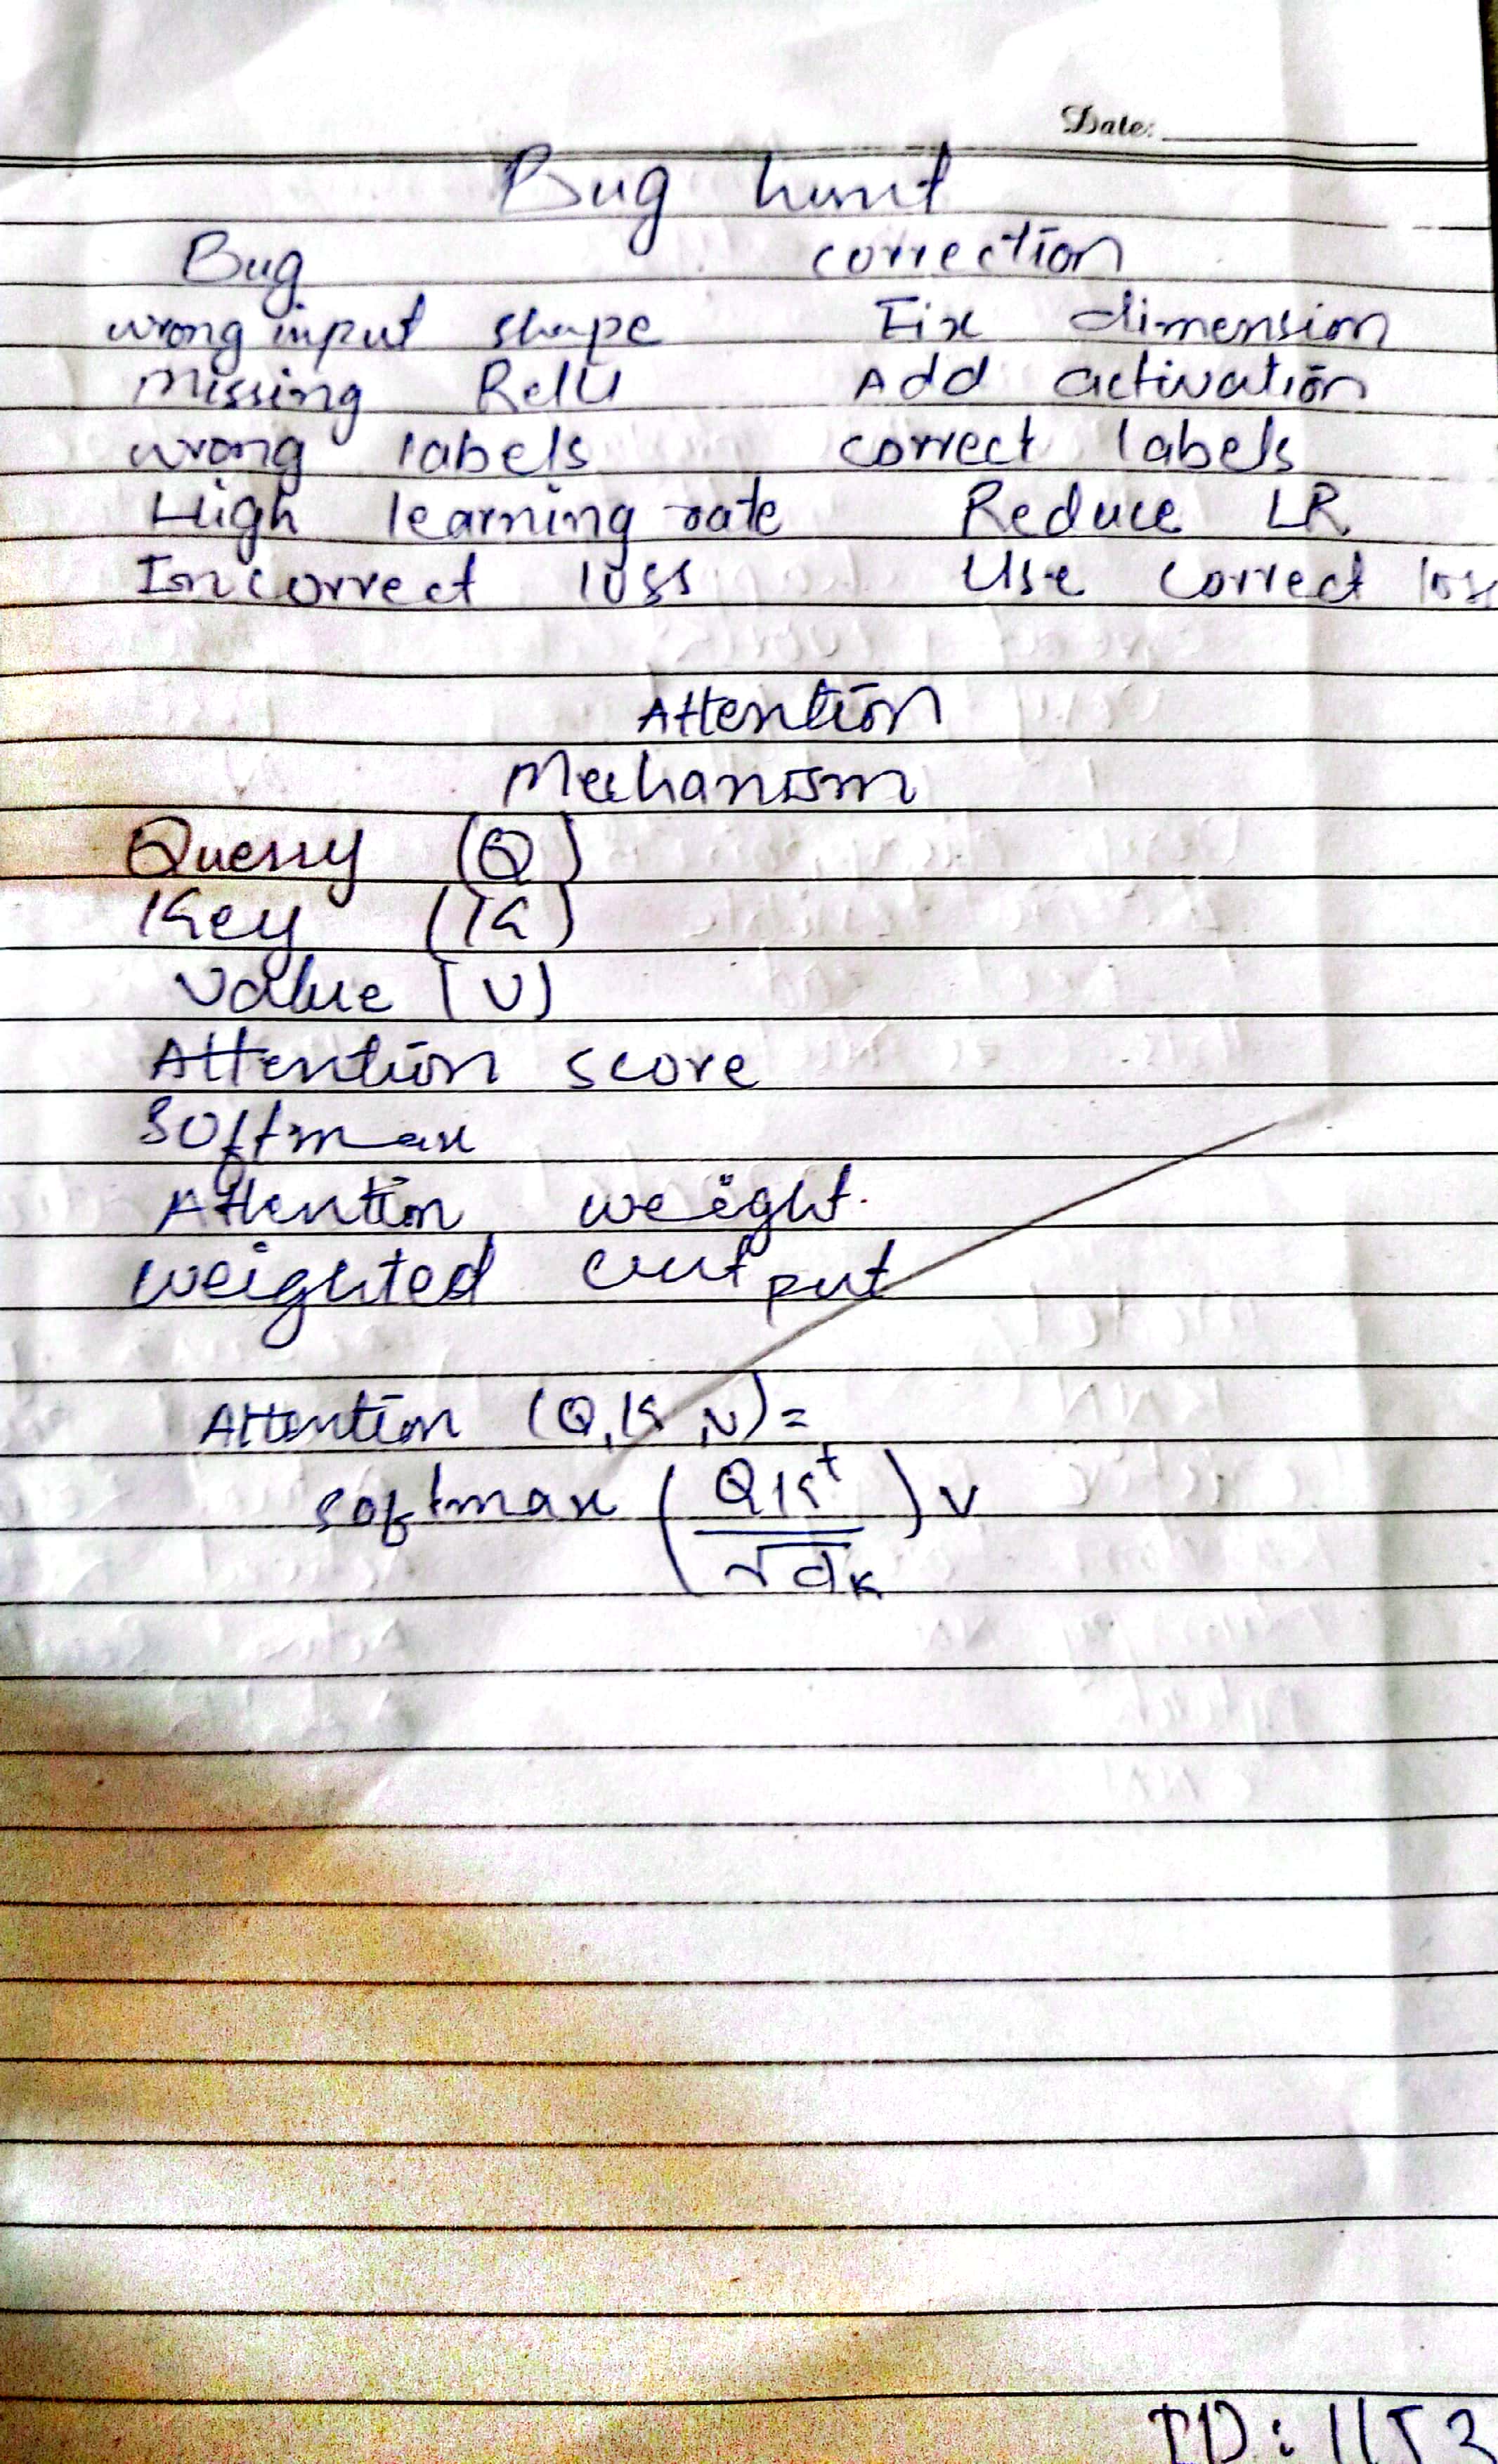 Date:
Bug hunt
Bug correction
wrong input shape Fix dimension
Missing RelU Add activation
wrong labels correct labels
High learning rate Reduce LR
Incorrect loss Use correct loss
Attention
Mechanism
Querry (Q)
Key (K)
Value (V)
Attention score
Softmax
Attention weight
weighted output
Attention (Q,K,V)=
softmax (QK^t / √d_k) V
ID: 1153